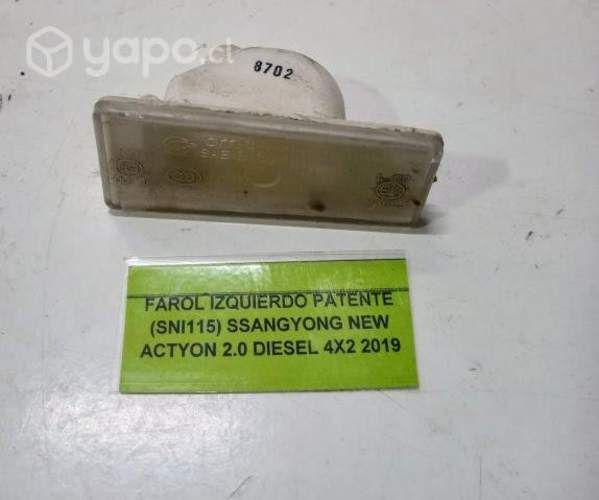 yapo.cl
8702
FAROL IZQUIERDO PATENTE
(SNI115) SSANGYONG NEW
ACTYON 2.0 DIESEL 4X2 2019